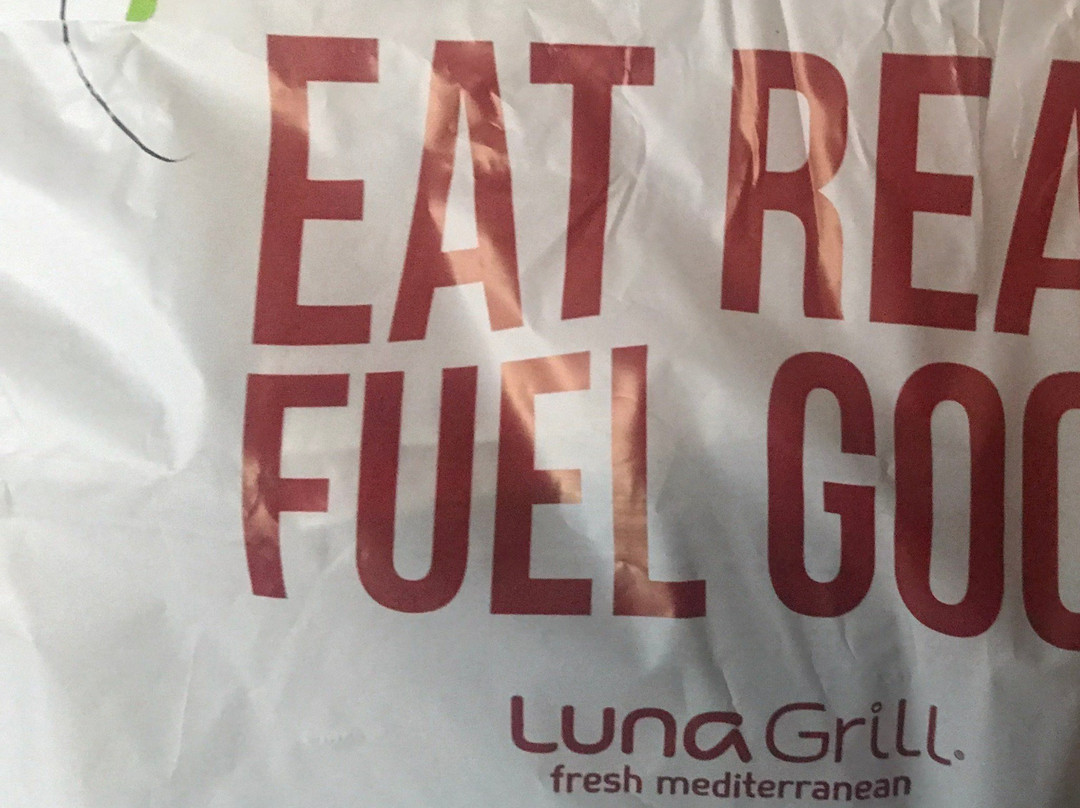 EAT REA
FUEL GOO
Luna Grill.
fresh mediterranean